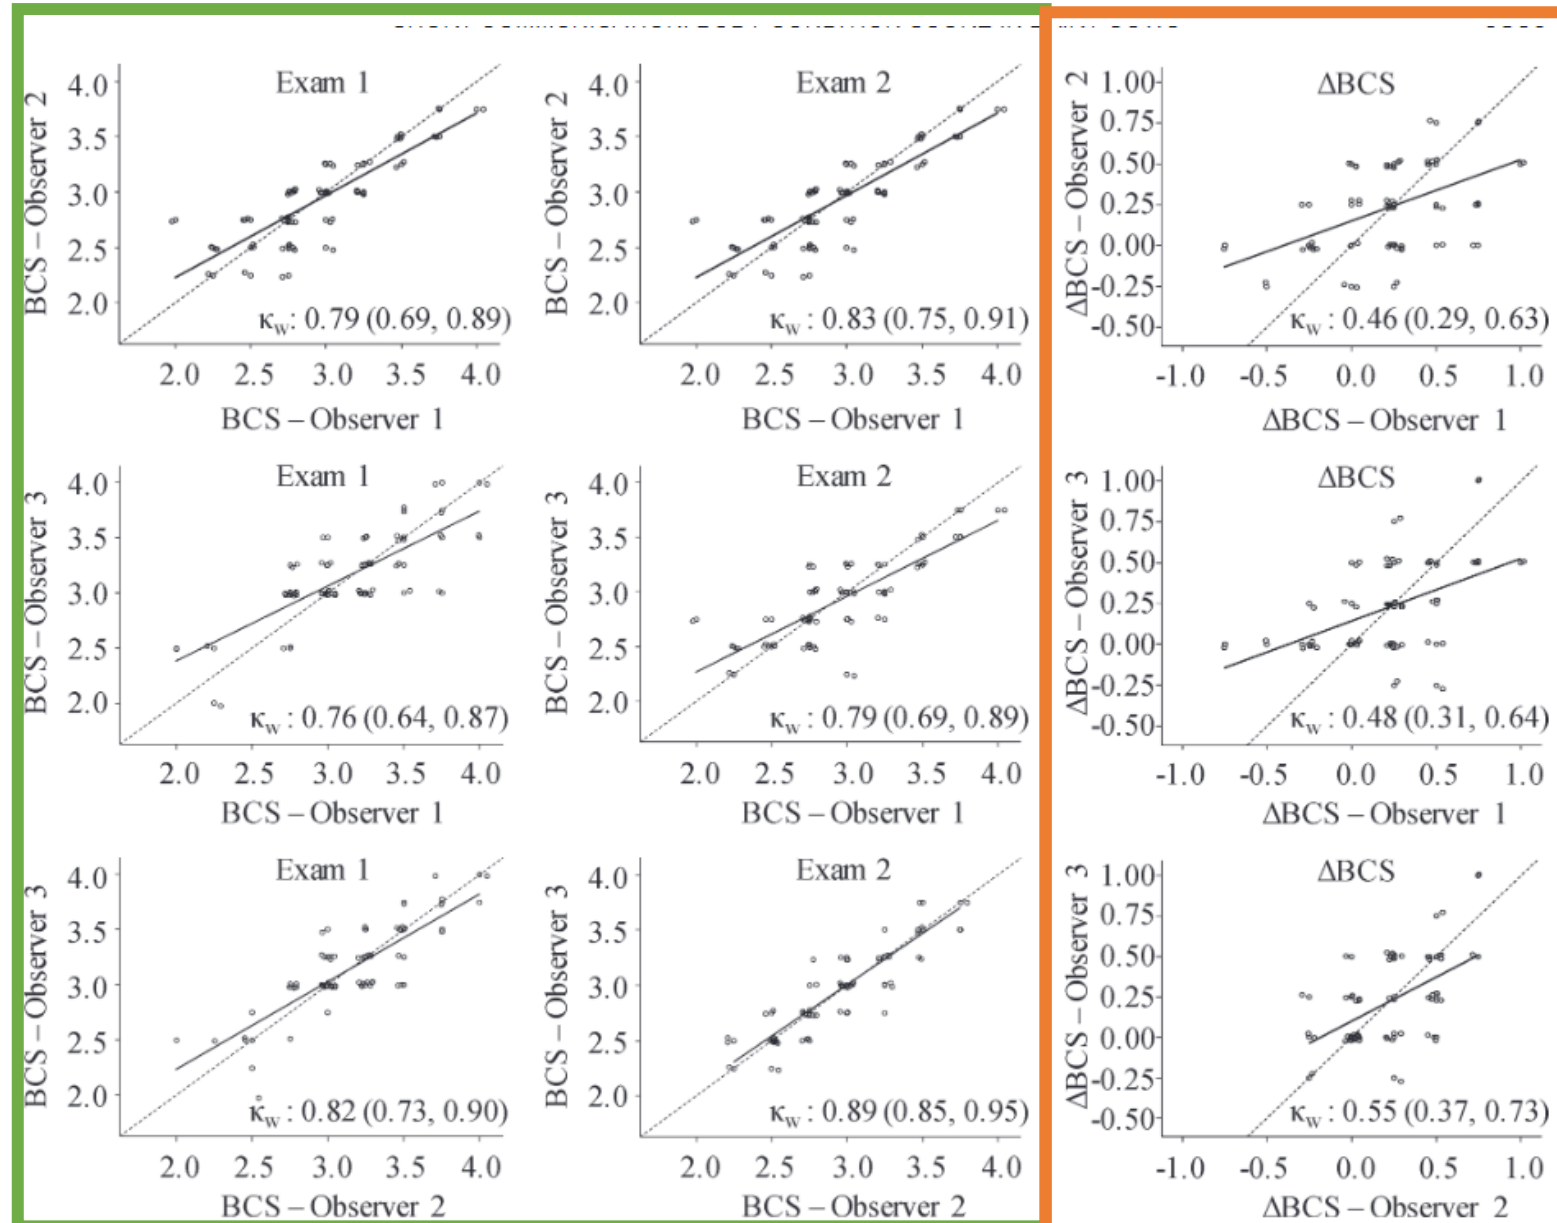 Exam 1
BCS – Observer 2
4.0
3.5
3.0
2.5
2.0
κw : 0.79 (0.69, 0.89)
2.0 2.5 3.0 3.5 4.0
BCS – Observer 1
Exam 2
BCS – Observer 2
4.0
3.5
3.0
2.5
2.0
κw : 0.83 (0.75, 0.91)
2.0 2.5 3.0 3.5 4.0
BCS – Observer 1
ΔBCS
ΔBCS – Observer 2
1.00
0.75
0.50
0.25
0.00
-0.25
-0.50
κw : 0.46 (0.29, 0.63)
-1.0 -0.5 0.0 0.5 1.0
ΔBCS – Observer 1
Exam 1
BCS – Observer 3
4.0
3.5
3.0
2.5
2.0
κw : 0.76 (0.64, 0.87)
2.0 2.5 3.0 3.5 4.0
BCS – Observer 1
Exam 2
BCS – Observer 3
4.0
3.5
3.0
2.5
2.0
κw : 0.79 (0.69, 0.89)
2.0 2.5 3.0 3.5 4.0
BCS – Observer 1
ΔBCS
ΔBCS – Observer 3
1.00
0.75
0.50
0.25
0.00
-0.25
-0.50
κw : 0.48 (0.31, 0.64)
-1.0 -0.5 0.0 0.5 1.0
ΔBCS – Observer 1
Exam 1
BCS – Observer 3
4.0
3.5
3.0
2.5
2.0
κw : 0.82 (0.73, 0.90)
2.0 2.5 3.0 3.5 4.0
BCS – Observer 2
Exam 2
BCS – Observer 3
4.0
3.5
3.0
2.5
2.0
κw : 0.89 (0.85, 0.95)
2.0 2.5 3.0 3.5 4.0
BCS – Observer 2
ΔBCS
ΔBCS – Observer 3
1.00
0.75
0.50
0.25
0.00
-0.25
-0.50
κw : 0.55 (0.37, 0.73)
-1.0 -0.5 0.0 0.5 1.0
ΔBCS – Observer 2